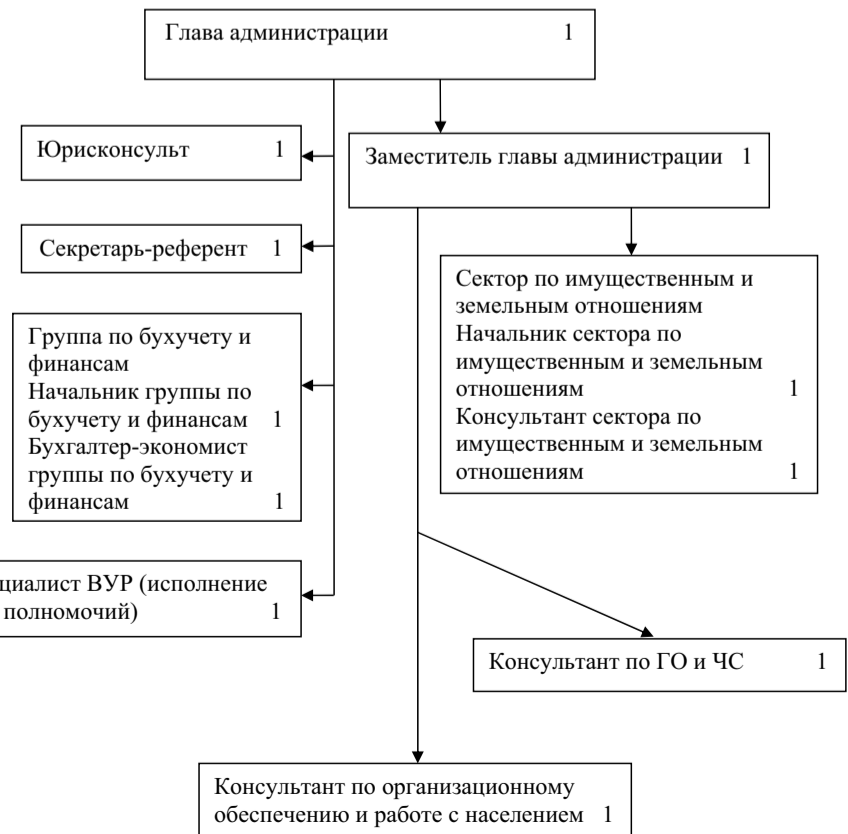 Глава администрации 1
Юрисконсульт 1
Заместитель главы администрации 1
Секретарь-референт 1
Сектор по имущественным и
земельным отношениям
Начальник сектора по
имущественным и земельным
отношениям 1
Консультант сектора по
имущественным и земельным
отношениям 1
Группа по бухучету и
финансам
Начальник группы по
бухучету и финансам 1
Бухгалтер-экономист
группы по бухучету и
финансам 1
циалист ВУР (исполнение
полномочий) 1
Консультант по ГО и ЧС 1
Консультант по организационному
обеспечению и работе с населением 1